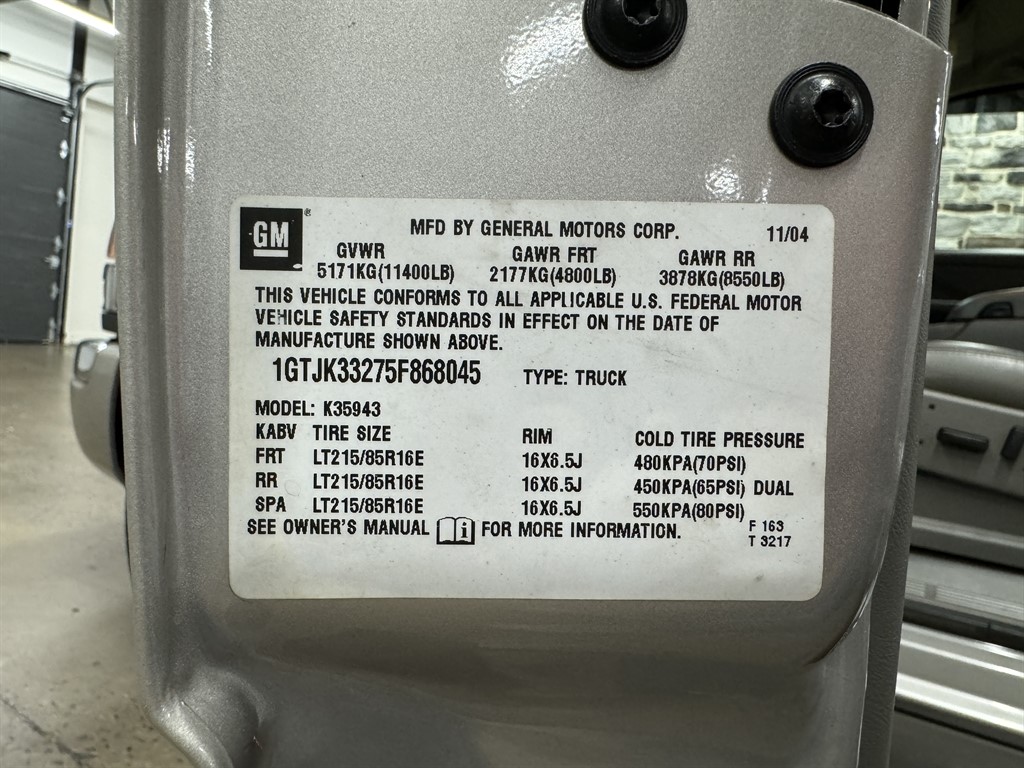 GM ®
MFD BY GENERAL MOTORS CORP. 11/04
GVWR GAWR FRT GAWR RR
5171KG(11400LB) 2177KG(4800LB) 3878KG(8550LB)
THIS VEHICLE CONFORMS TO ALL APPLICABLE U.S. FEDERAL MOTOR
VEHICLE SAFETY STANDARDS IN EFFECT ON THE DATE OF
MANUFACTURE SHOWN ABOVE.
1GTJK33275F868045 TYPE: TRUCK
MODEL: K35943
KABV TIRE SIZE RIM COLD TIRE PRESSURE
FRT LT215/85R16E 16X6.5J 480KPA(70PSI)
RR LT215/85R16E 16X6.5J 450KPA(65PSI) DUAL
SPA LT215/85R16E 16X6.5J 550KPA(80PSI)
SEE OWNER'S MANUAL i FOR MORE INFORMATION.
F 163
T 3217